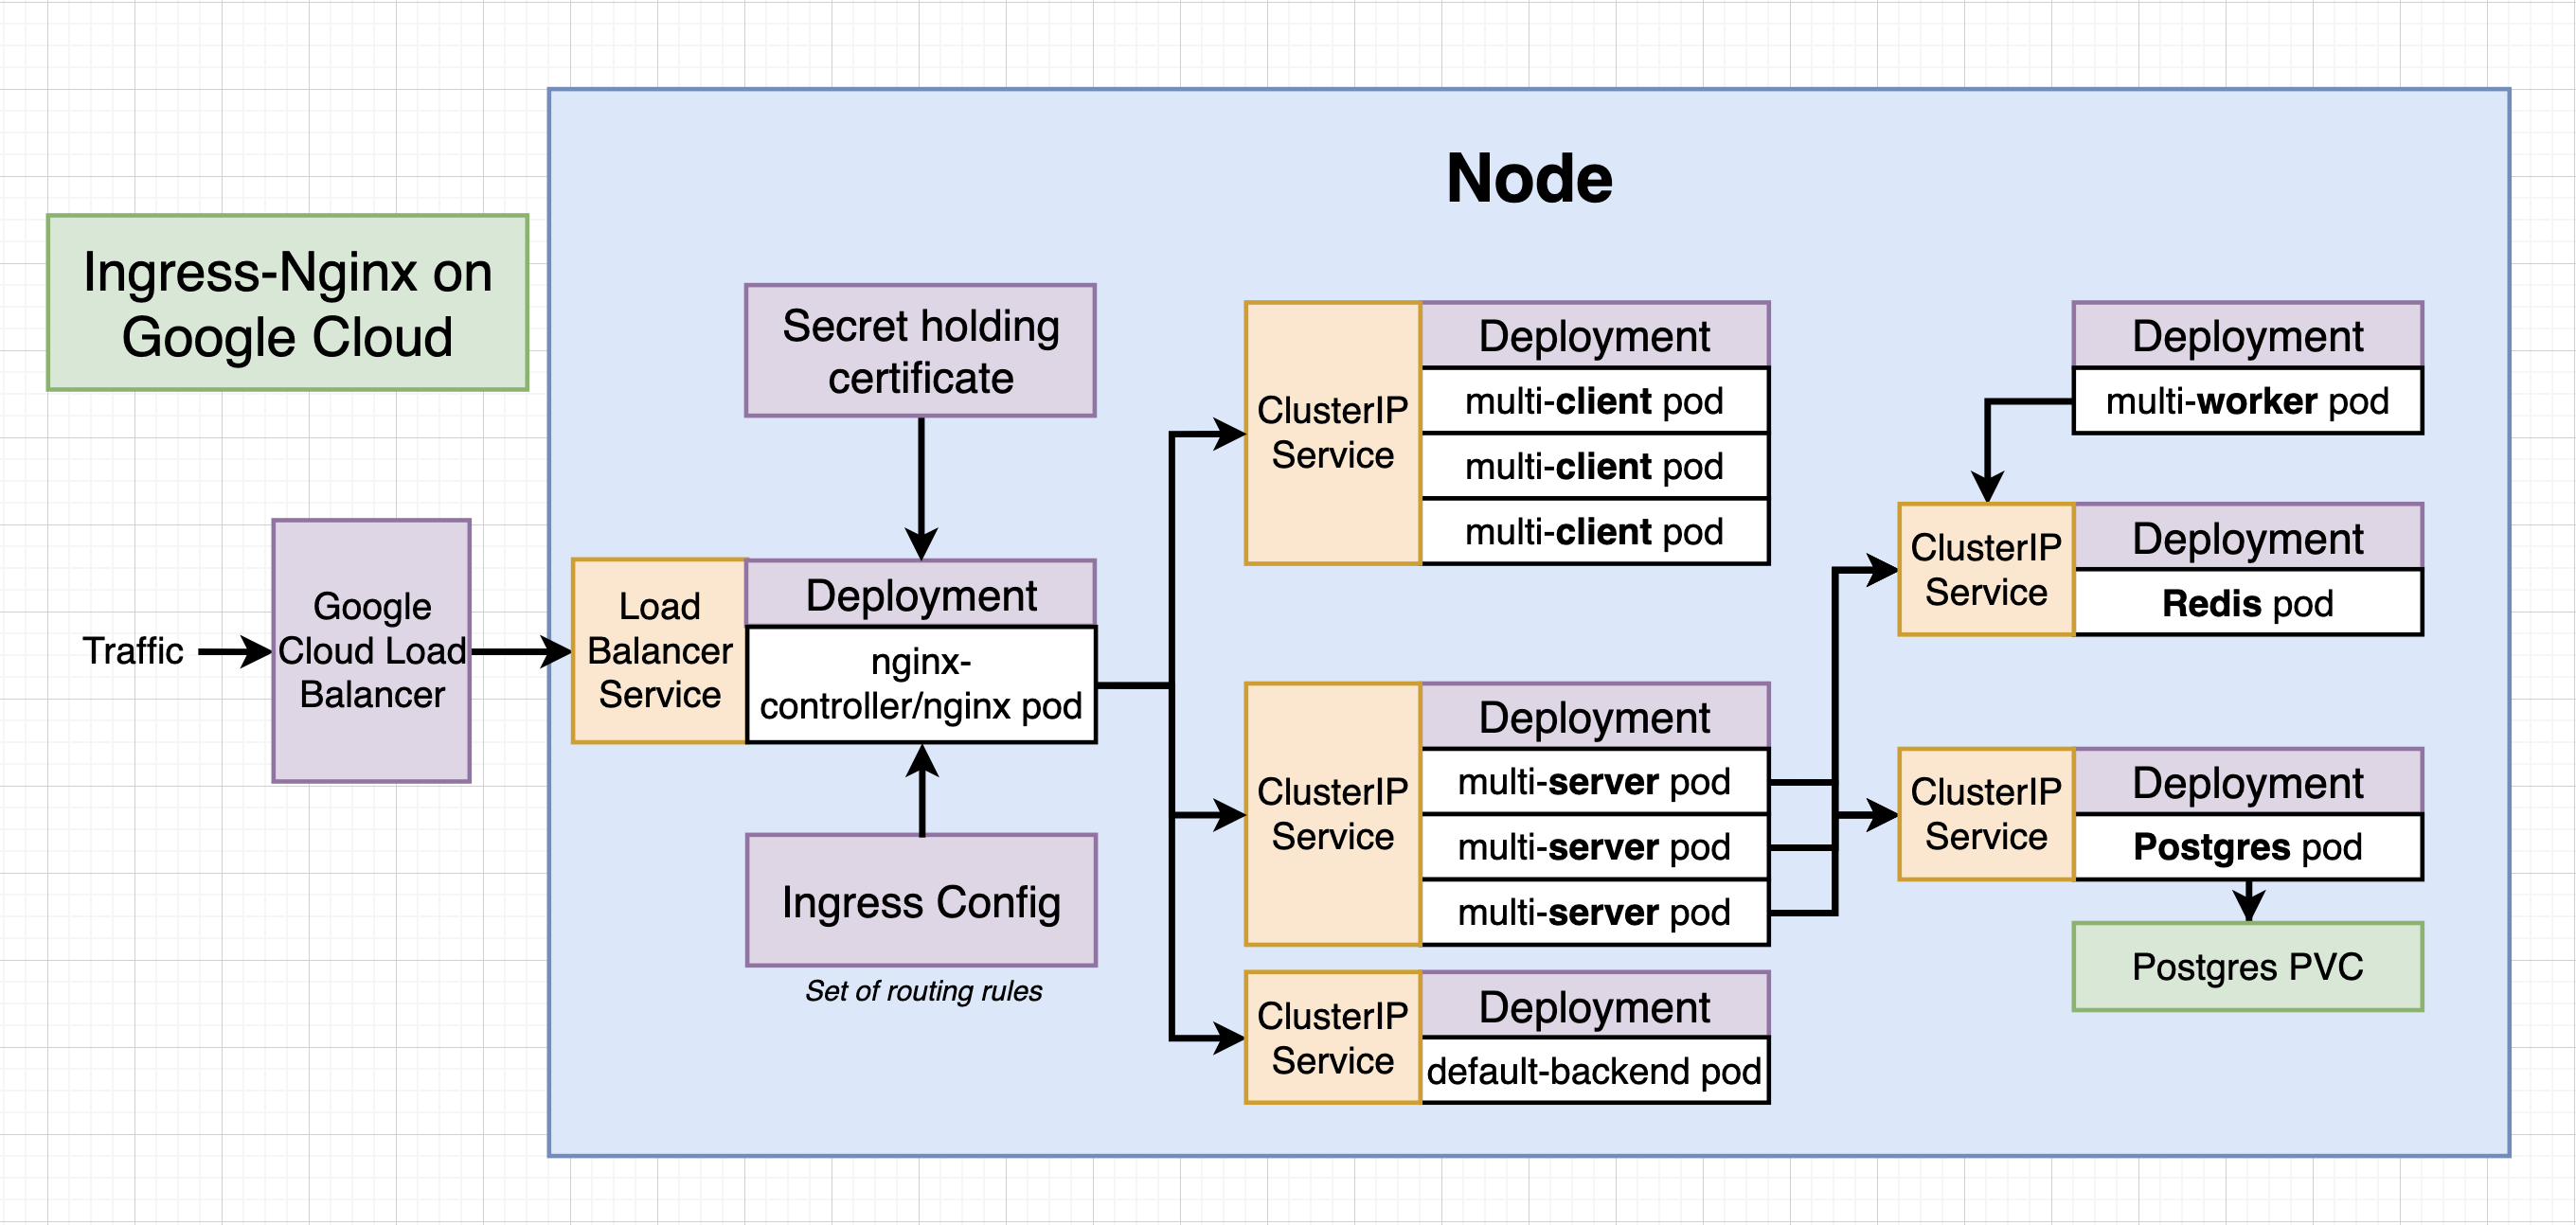 Node
Ingress-Nginx on
Google Cloud
Traffic
Google
Cloud Load
Balancer
Secret holding
certificate
Load
Balancer
Service
Deployment
nginx-
controller/nginx pod
Ingress Config
Set of routing rules
ClusterIP
Service
Deployment
multi-client pod
multi-client pod
multi-client pod
ClusterIP
Service
Deployment
multi-server pod
multi-server pod
multi-server pod
ClusterIP
Service
Deployment
default-backend pod
Deployment
multi-worker pod
ClusterIP
Service
Deployment
Redis pod
ClusterIP
Service
Deployment
Postgres pod
Postgres PVC